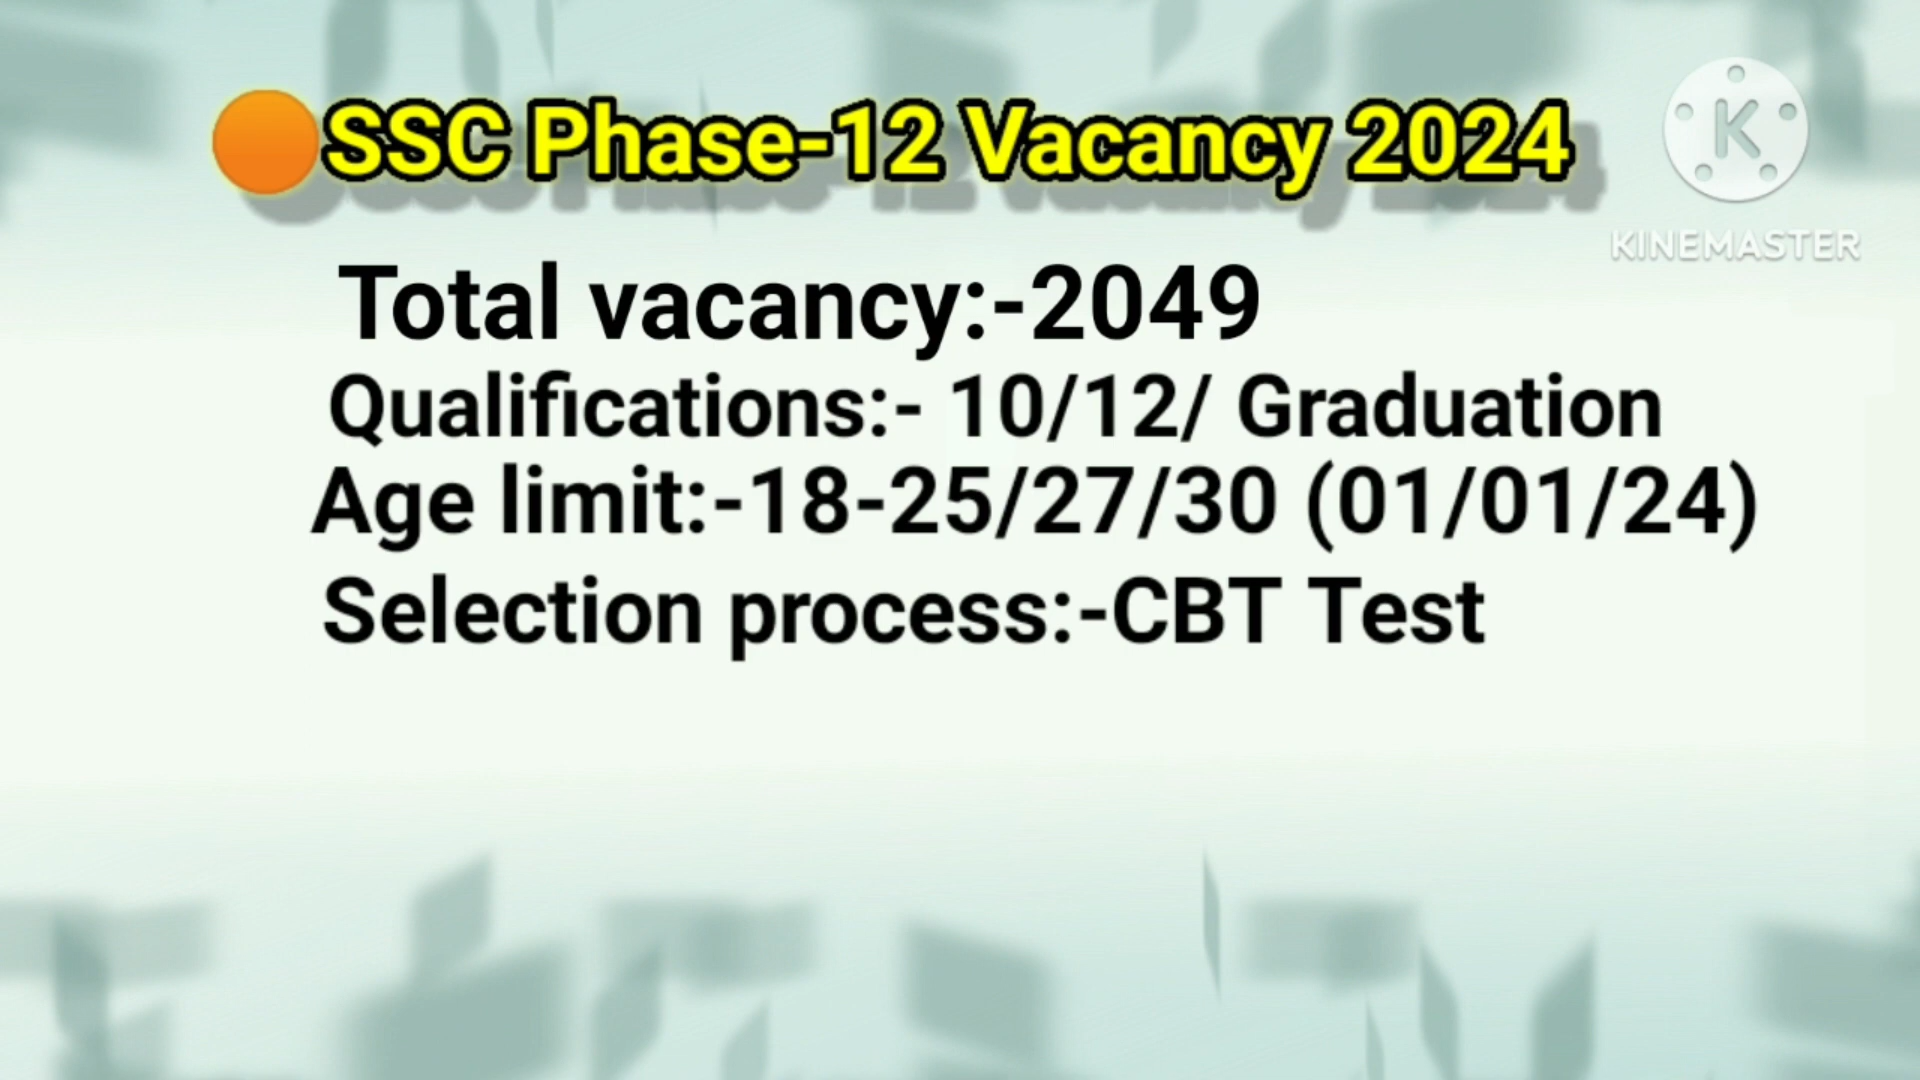 SSC Phase-12 Vacancy 2024
K
KINEMASTER
Total vacancy:-2049
Qualifications:- 10/12/ Graduation
Age limit:-18-25/27/30 (01/01/24)
Selection process:-CBT Test